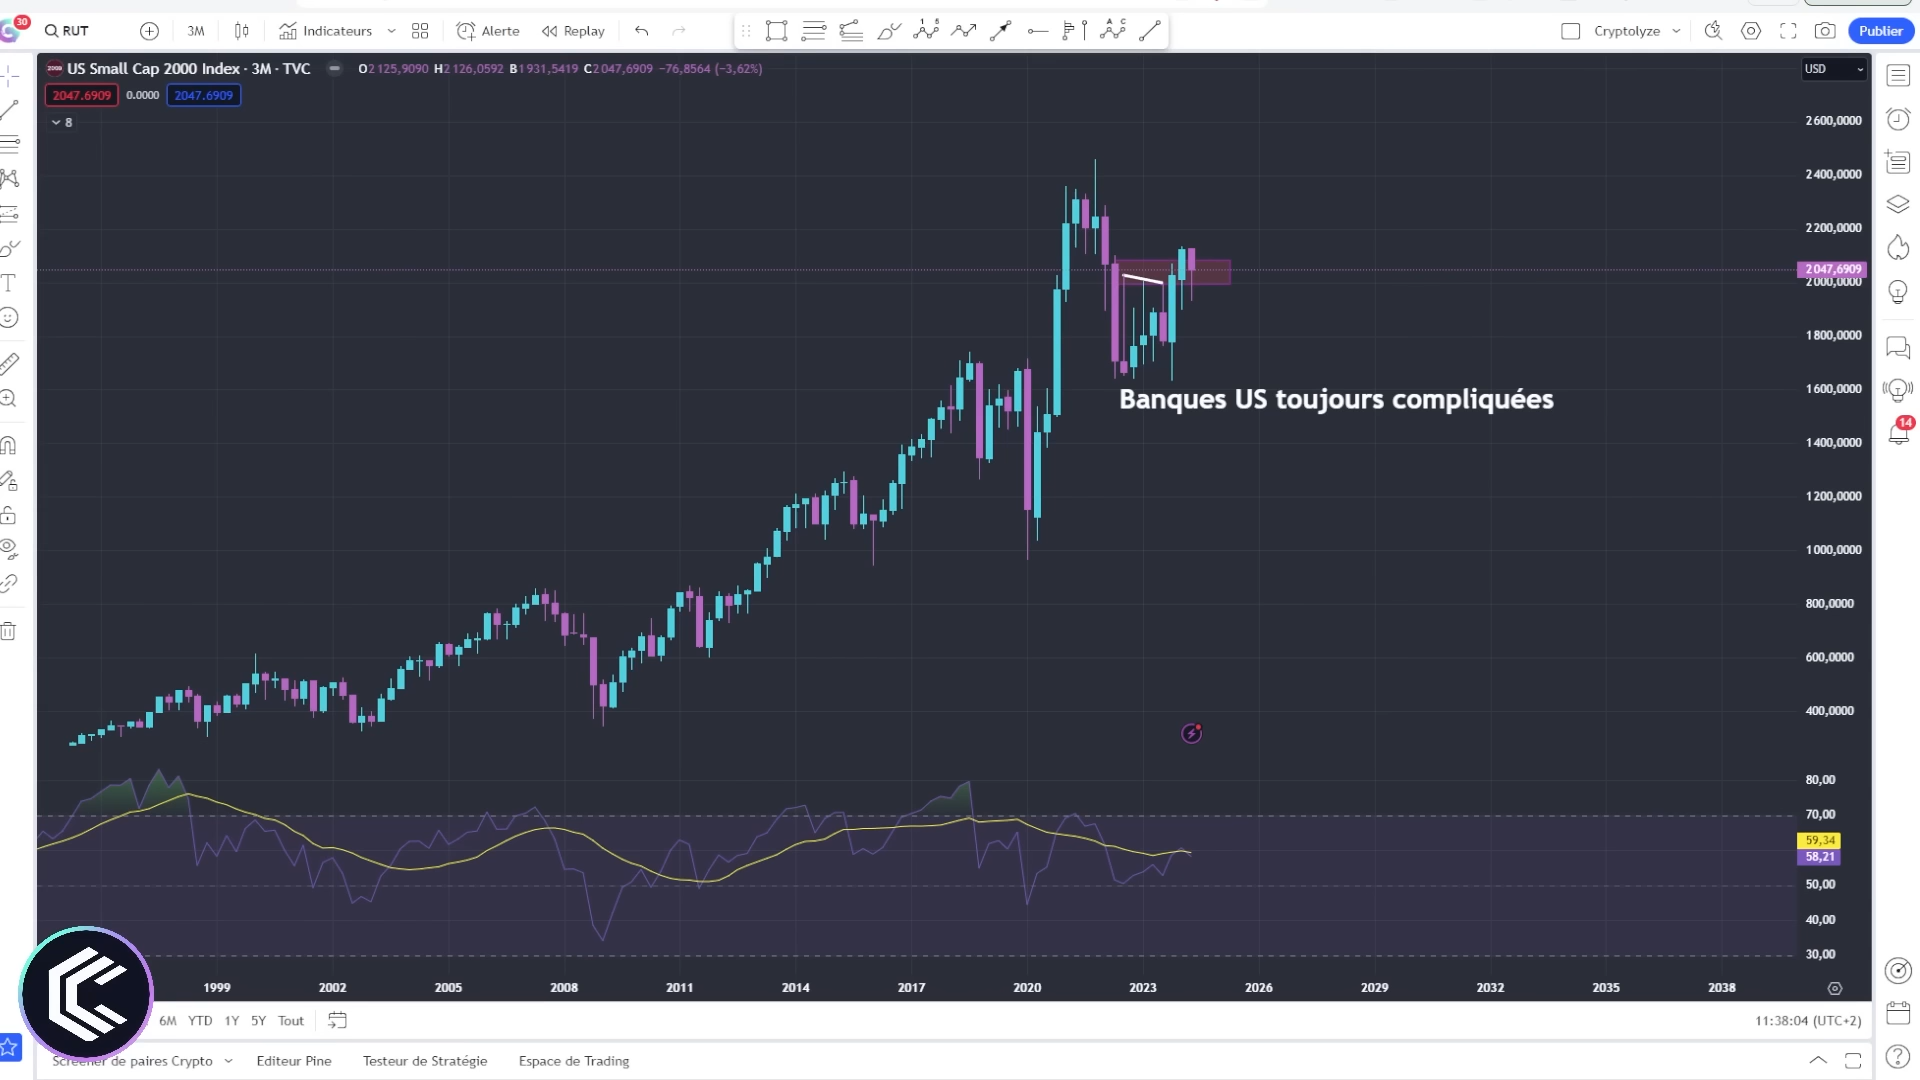 30
RUT
3M
Indicateurs
Alerte
Replay
Cryptolyze
Publier
US Small Cap 2000 Index · 3M · TVC
O2 125,9090 H2 126,0592 B1 931,5419 C2 047,6909 −76,8564 (−3,62%)
USD
2047.6909
0.0000
2047.6909
8
2 600,0000
2 400,0000
2 200,0000
2 047,6909
2 000,0000
1 800,0000
1 600,0000
Banques US toujours compliquées
1 400,0000
1 200,0000
1 000,0000
800,0000
600,0000
400,0000
80,00
70,00
59,34
58,21
50,00
40,00
30,00
14
1999
2002
2005
2008
2011
2014
2017
2020
2023
2026
2029
2032
2035
2038
6M
YTD
1Y
5Y
Tout
11:38:04 (UTC+2)
Screener de paires Crypto
Editeur Pine
Testeur de Stratégie
Espace de Trading